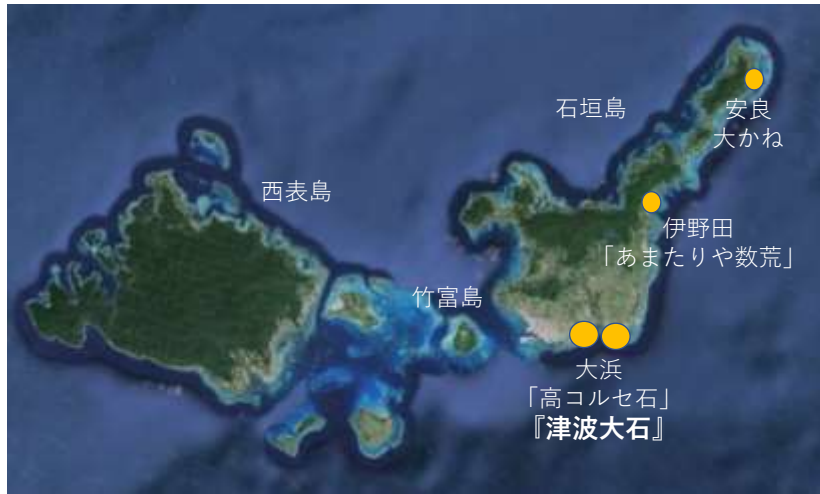 石垣島
安良
大かね
西表島
伊野田
「あまたりや数荒」
竹富島
大浜
「高コルセ石」
『津波大石』